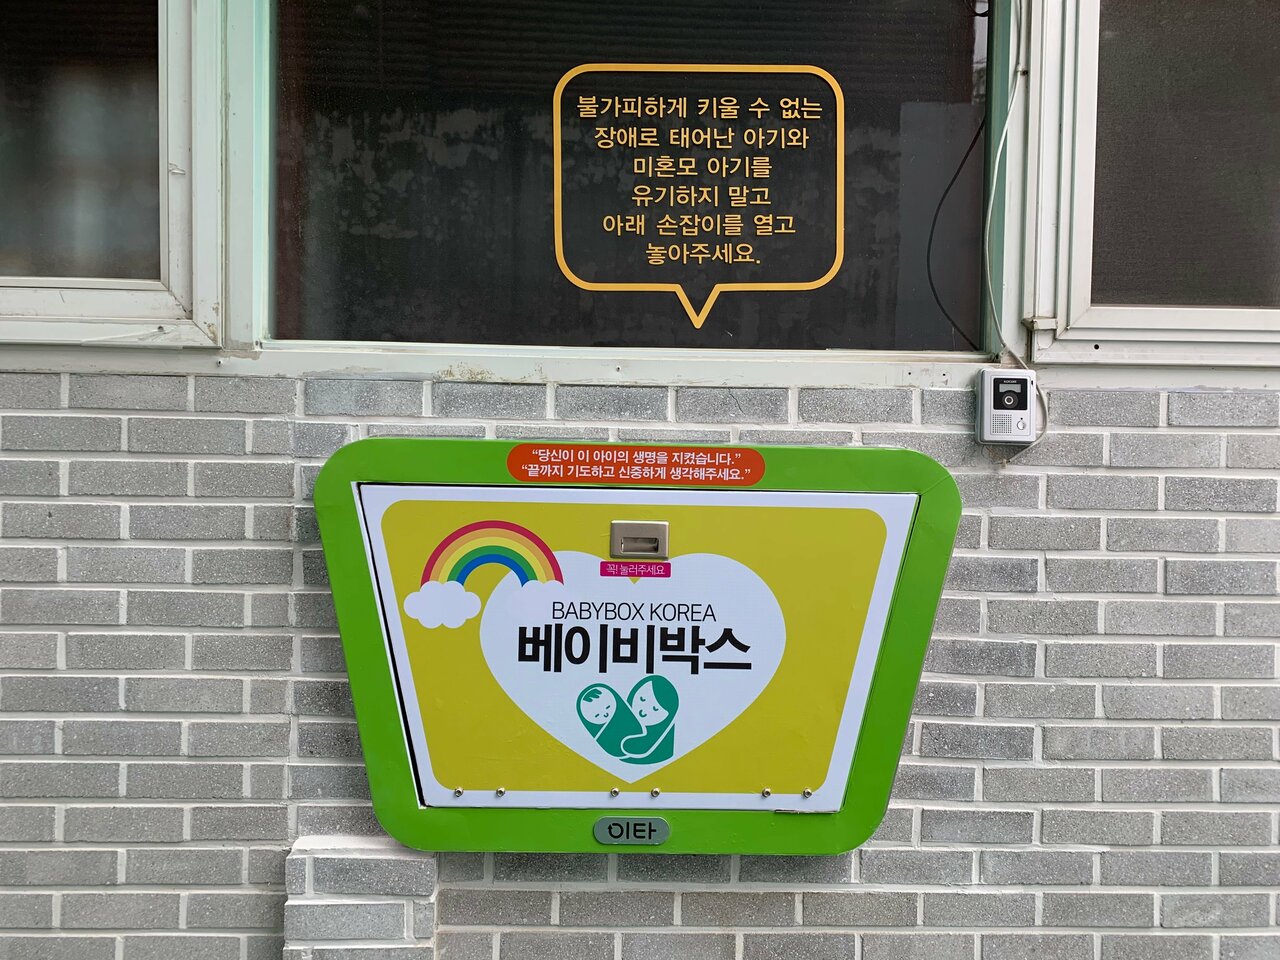 불가피하게 키울 수 없는
장애로 태어난 아기와
미혼모 아기를
유기하지 말고
아래 손잡이를 열고
놓아주세요.
“당신이 이 아이의 생명을 지켰습니다.”
“끝까지 기도하고 신중하게 생각해주세요.”
꼭! 눌러주세요
BABYBOX KOREA
베이비박스
이타